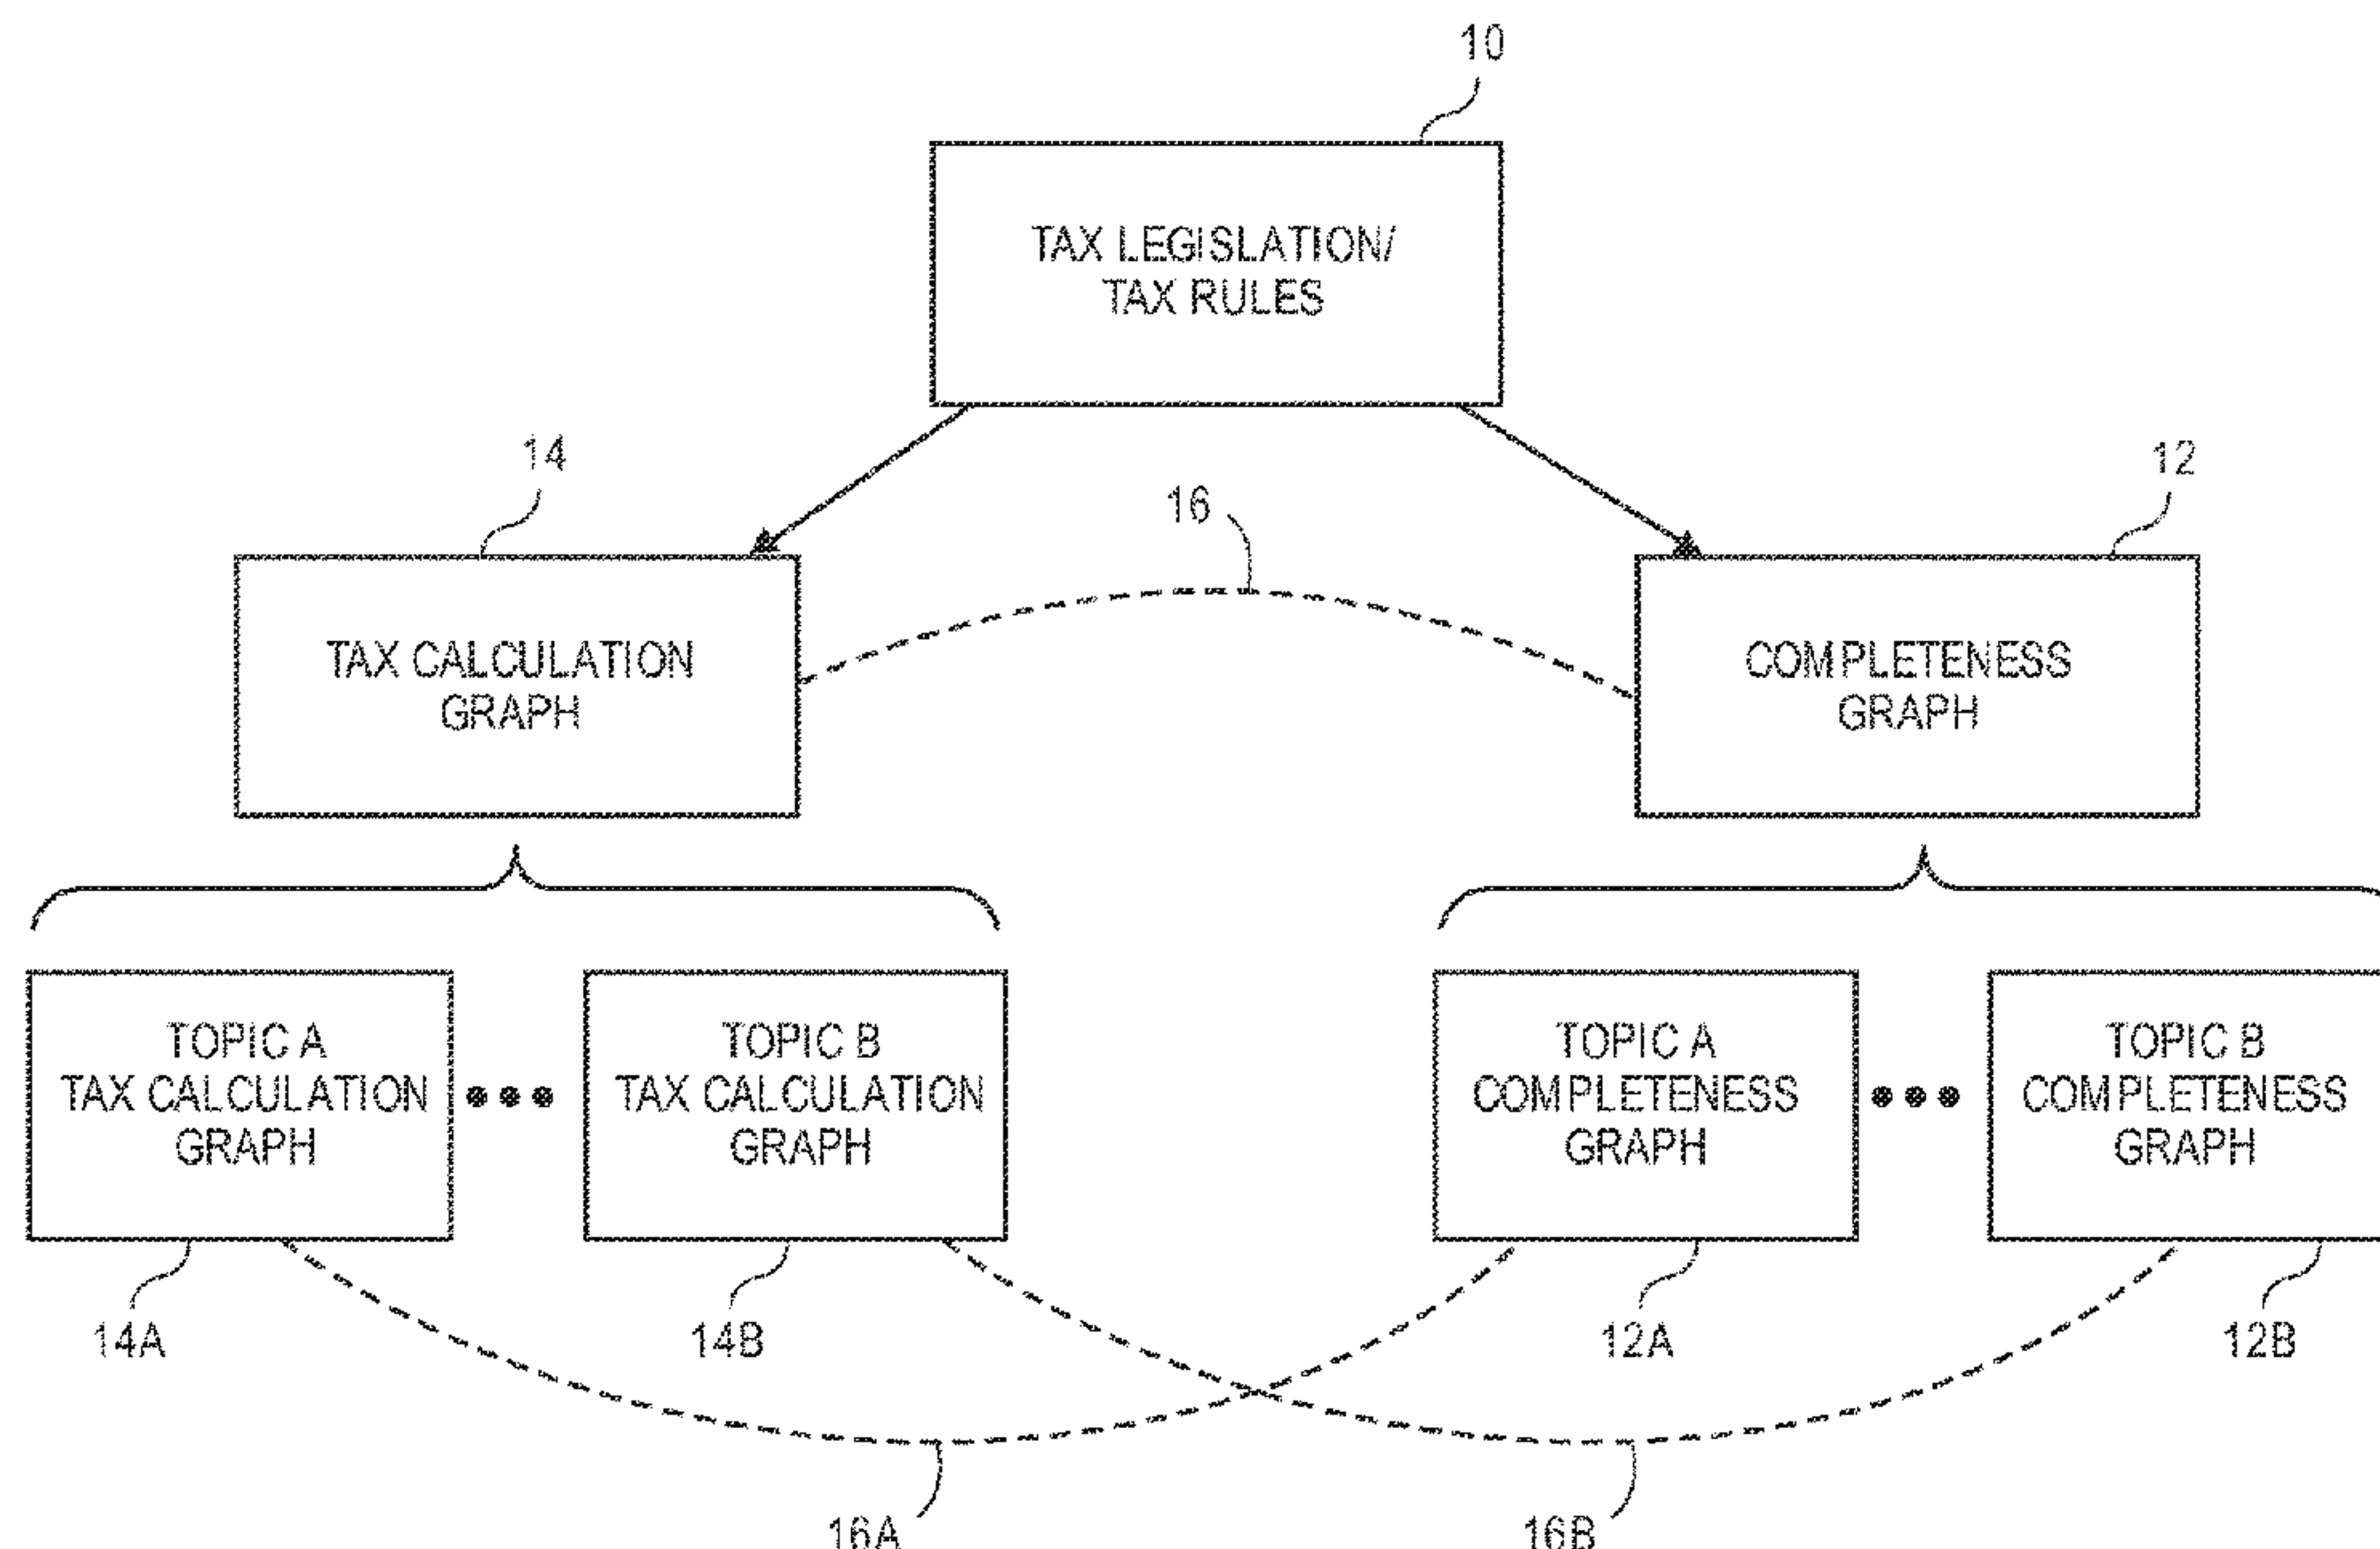 10
TAX LEGISLATION/
TAX RULES
14
16
12
TAX CALCULATION
GRAPH
COMPLETENESS
GRAPH
TOPIC A
TAX CALCULATION
GRAPH
TOPIC B
TAX CALCULATION
GRAPH
TOPIC A
COMPLETENESS
GRAPH
TOPIC B
COMPLETENESS
GRAPH
14A
14B
12A
12B
16A
16B